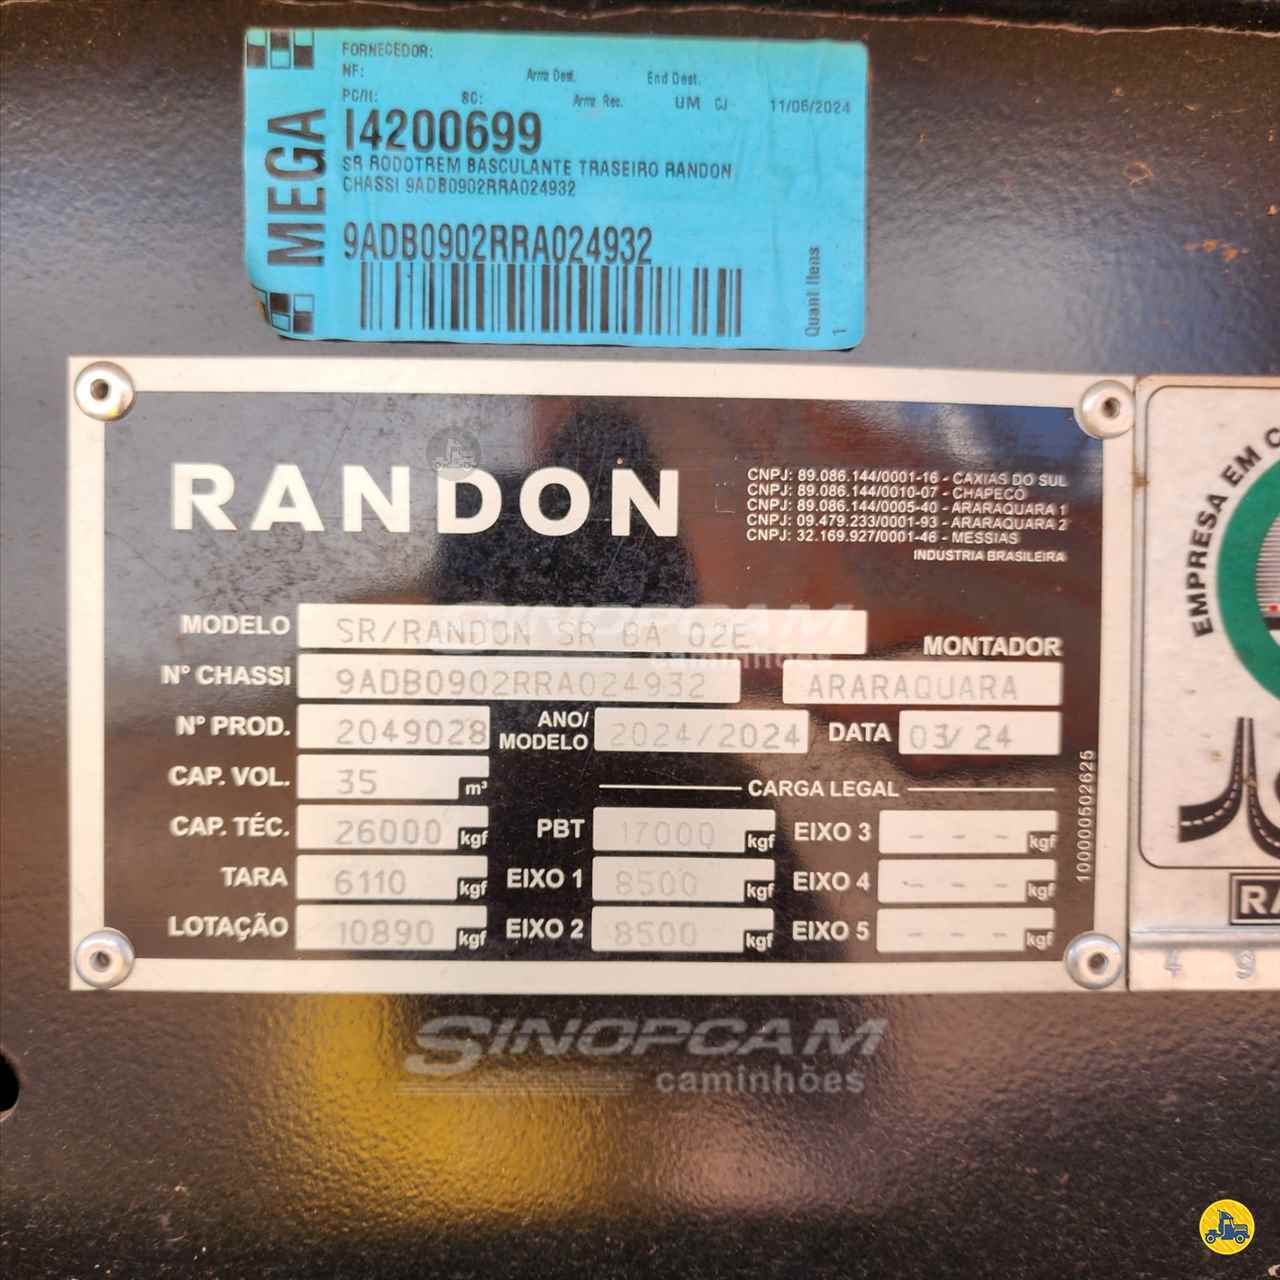 MEGA
FORNECEDOR:
NF: Arma Dest. End Dest.
PC/It: SC: Arma Rec. UM CJ 11/06/2024
I4200699
SR RODOTREM BASCULANTE TRASEIRO RANDON
CHASSI 9ADB0902RRA024932
9ADB0902RRA024932
Quant Itens
1
RANDON
CNPJ: 89.086.144/0001-16 - CAXIAS DO SUL
CNPJ: 89.086.144/0010-07 - CHAPECÓ
CNPJ: 89.086.144/0005-40 - ARARAQUARA 1
CNPJ: 09.479.233/0001-93 - ARARAQUARA 2
CNPJ: 32.169.927/0001-46 - MESSIAS
INDUSTRIA BRASILEIRA
MODELO SR/RANDON SR BA 02E
MONTADOR
Nº CHASSI 9ADB0902RRA024932 ARARAQUARA
Nº PROD. 2049028 ANO/MODELO 2024/2024 DATA 03/24
CAP. VOL. 35 m³ CARGA LEGAL
CAP. TÉC. 26000 kgf PBT 17000 kgf EIXO 3 - - - kgf
TARA 6110 kgf EIXO 1 8500 kgf EIXO 4 - - - kgf
LOTAÇÃO 10890 kgf EIXO 2 8500 kgf EIXO 5 - - - kgf
100000502625
EMPRESA EM
SINOPCAM
caminhões
SINOPCAM
caminhões